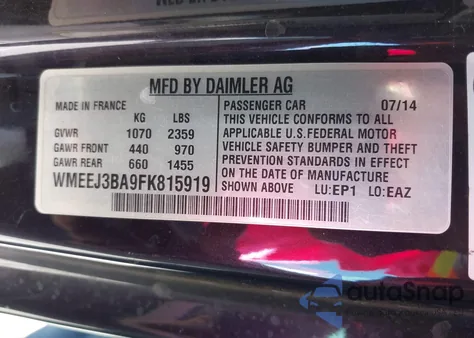 MFD BY DAIMLER AG
MADE IN FRANCE
KG LBS
GVWR 1070 2359
GAWR FRONT 440 970
GAWR REAR 660 1455
WMEEJ3BA9FK815919
PASSENGER CAR 07/14
THIS VEHICLE CONFORMS TO ALL
APPLICABLE U.S.FEDERAL MOTOR
VEHICLE SAFETY BUMPER AND THEFT
PREVENTION STANDARDS IN EFFECT
ON THE DATE OF MANUFACTURE
SHOWN ABOVE. LU:EP1 LO:EAZ
autoSnap